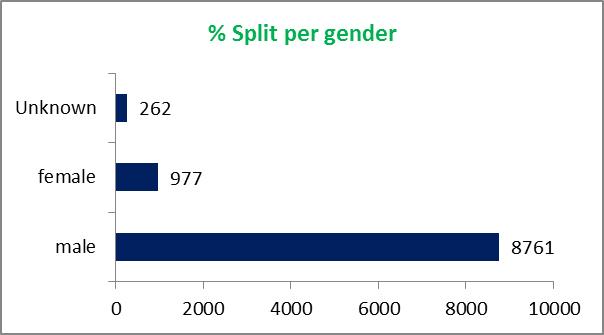 % Split per gender
Unknown
262
female
977
male
8761
0 2000 4000 6000 8000 10000